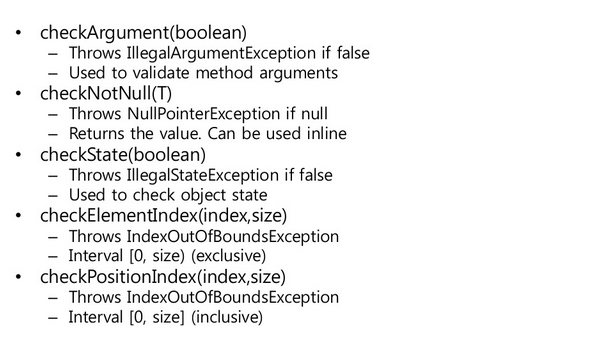 • checkArgument(boolean)
– Throws IllegalArgumentException if false
– Used to validate method arguments
• checkNotNull(T)
– Throws NullPointerException if null
– Returns the value. Can be used inline
• checkState(boolean)
– Throws IllegalStateException if false
– Used to check object state
• checkElementIndex(index,size)
– Throws IndexOutOfBoundsException
– Interval [0, size) (exclusive)
• checkPositionIndex(index,size)
– Throws IndexOutOfBoundsException
– Interval [0, size] (inclusive)